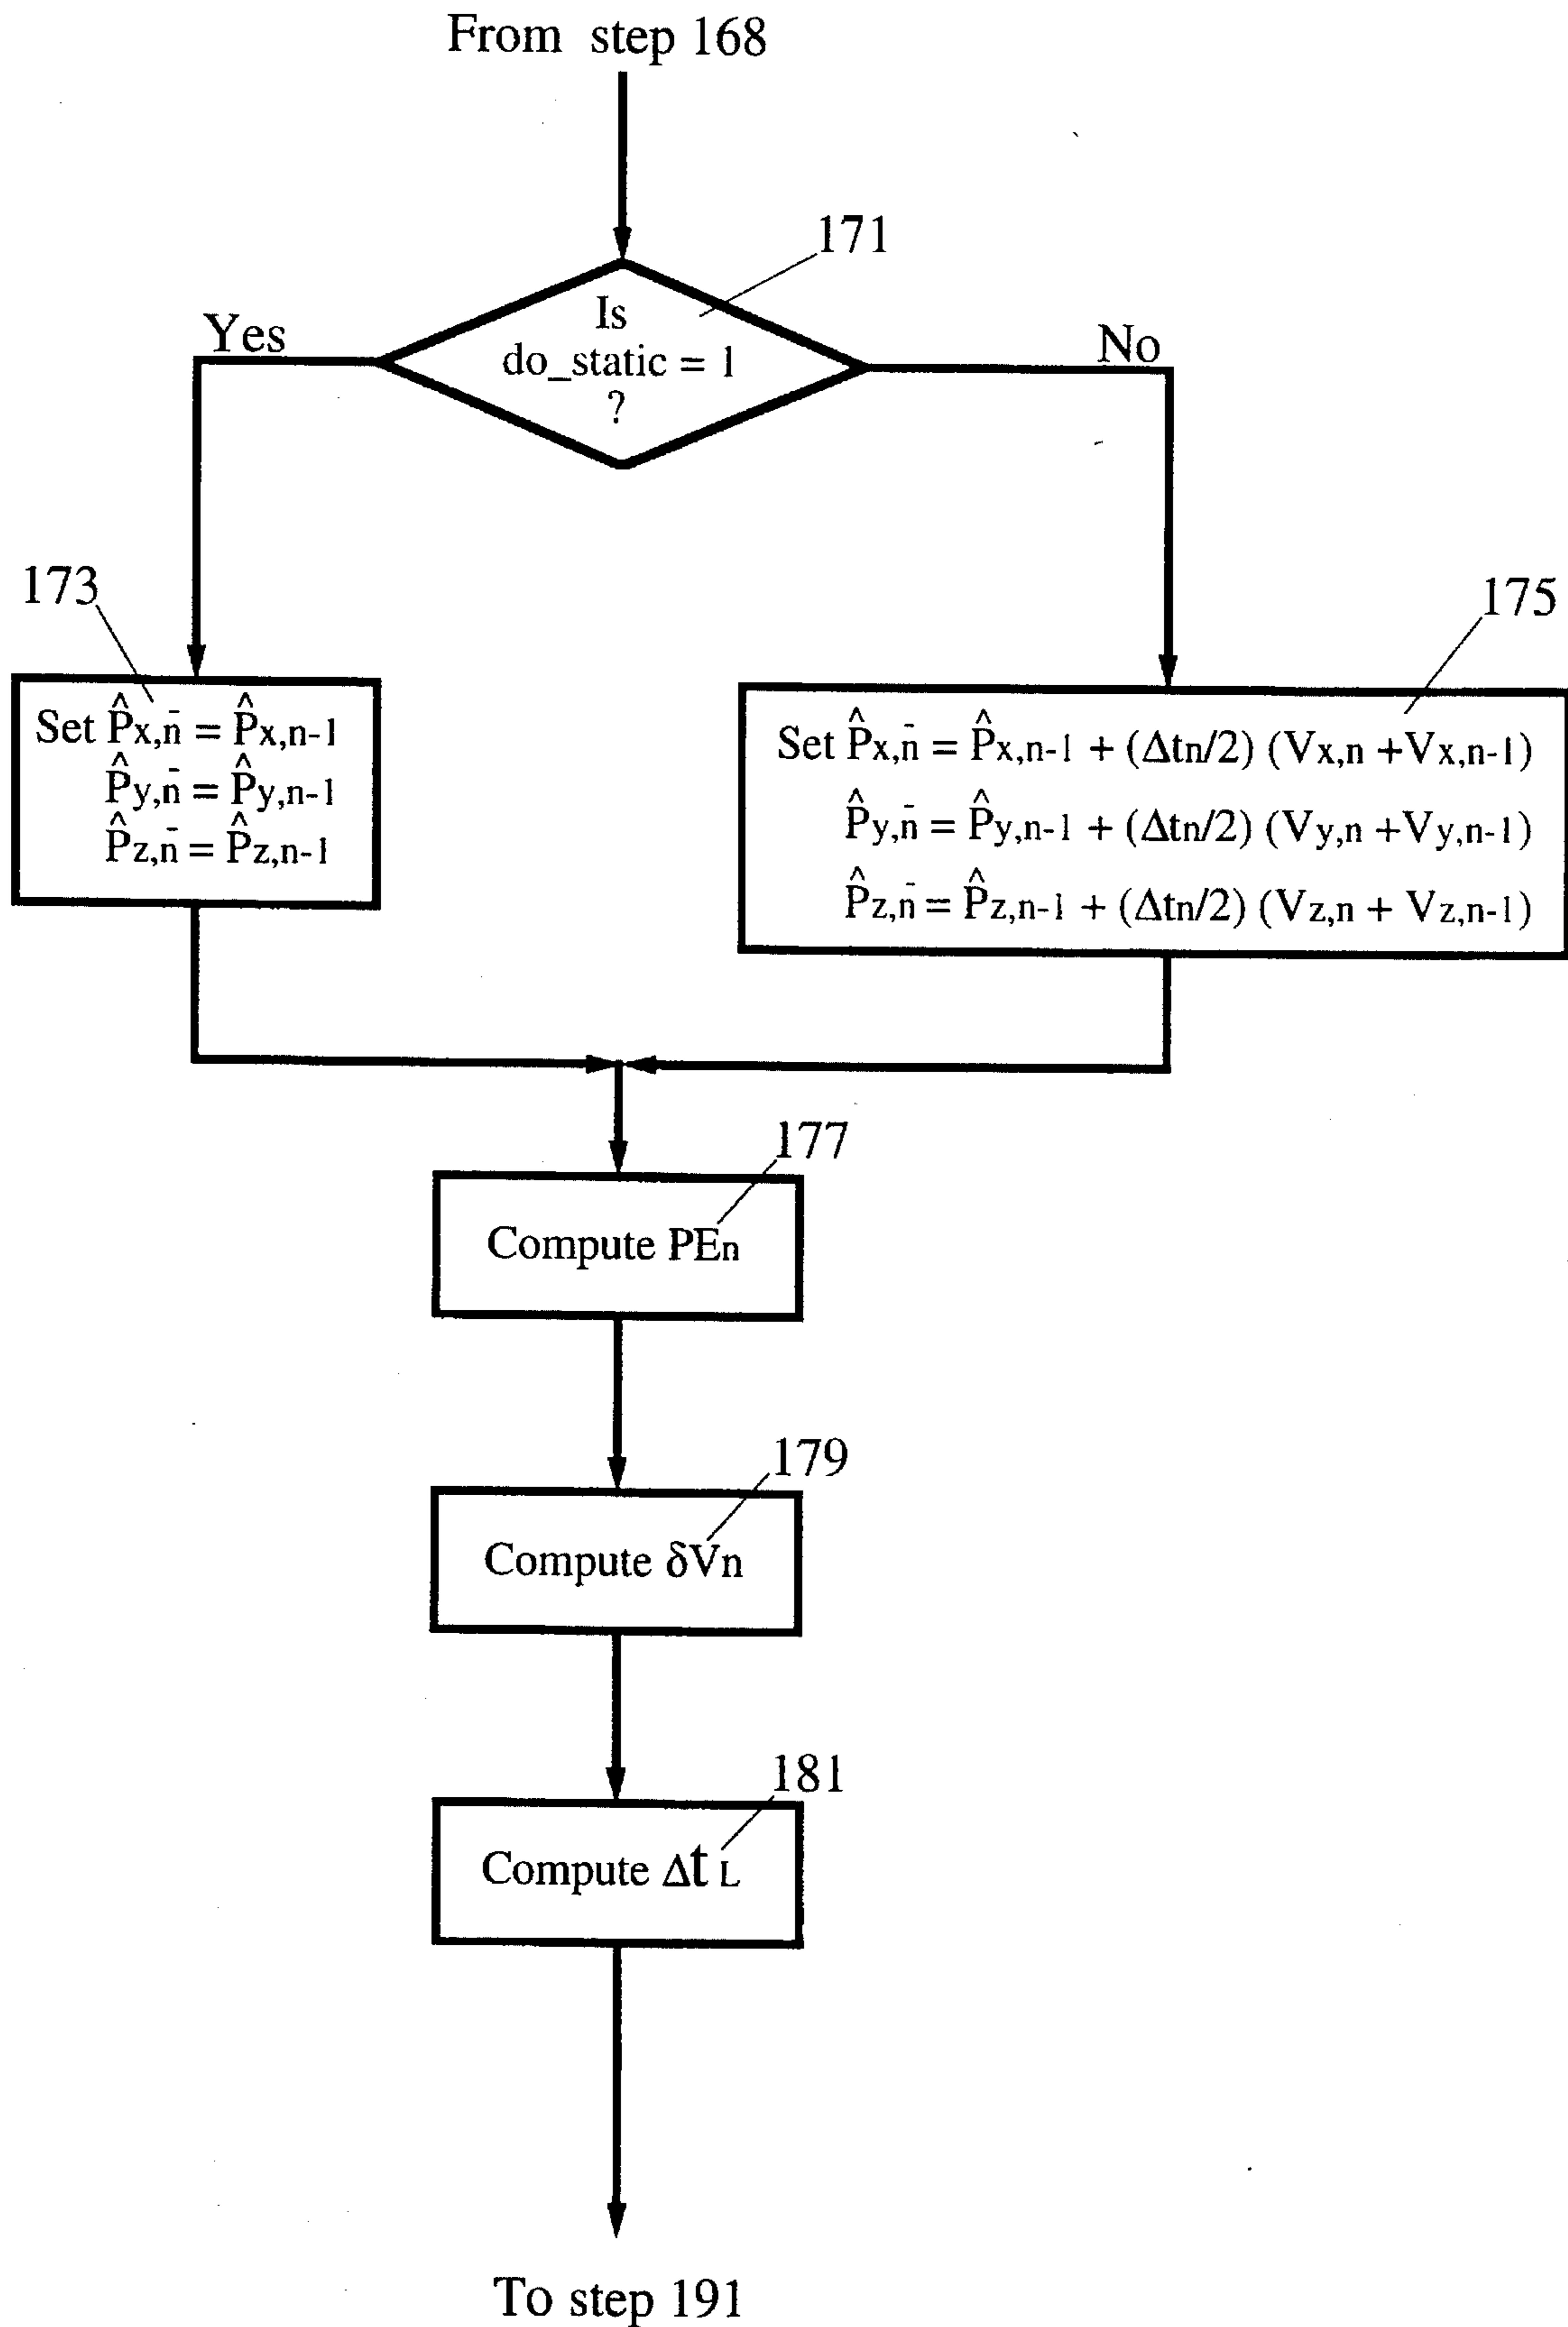 From step 168
171
Yes
Is
do_static = 1
?
No
173
175
Set P̂x,n̄ = P̂x,n-1
P̂y,n̄ = P̂y,n-1
P̂z,n̄ = P̂z,n-1
Set P̂x,n̄ = P̂x,n-1 + (Δtn/2) (Vx,n +Vx,n-1)
P̂y,n̄ = P̂y,n-1 + (Δtn/2) (Vy,n +Vy,n-1)
P̂z,n̄ = P̂z,n-1 + (Δtn/2) (Vz,n + Vz,n-1)
177
Compute PEn
179
Compute δVn
181
Compute Δt L
To step 191